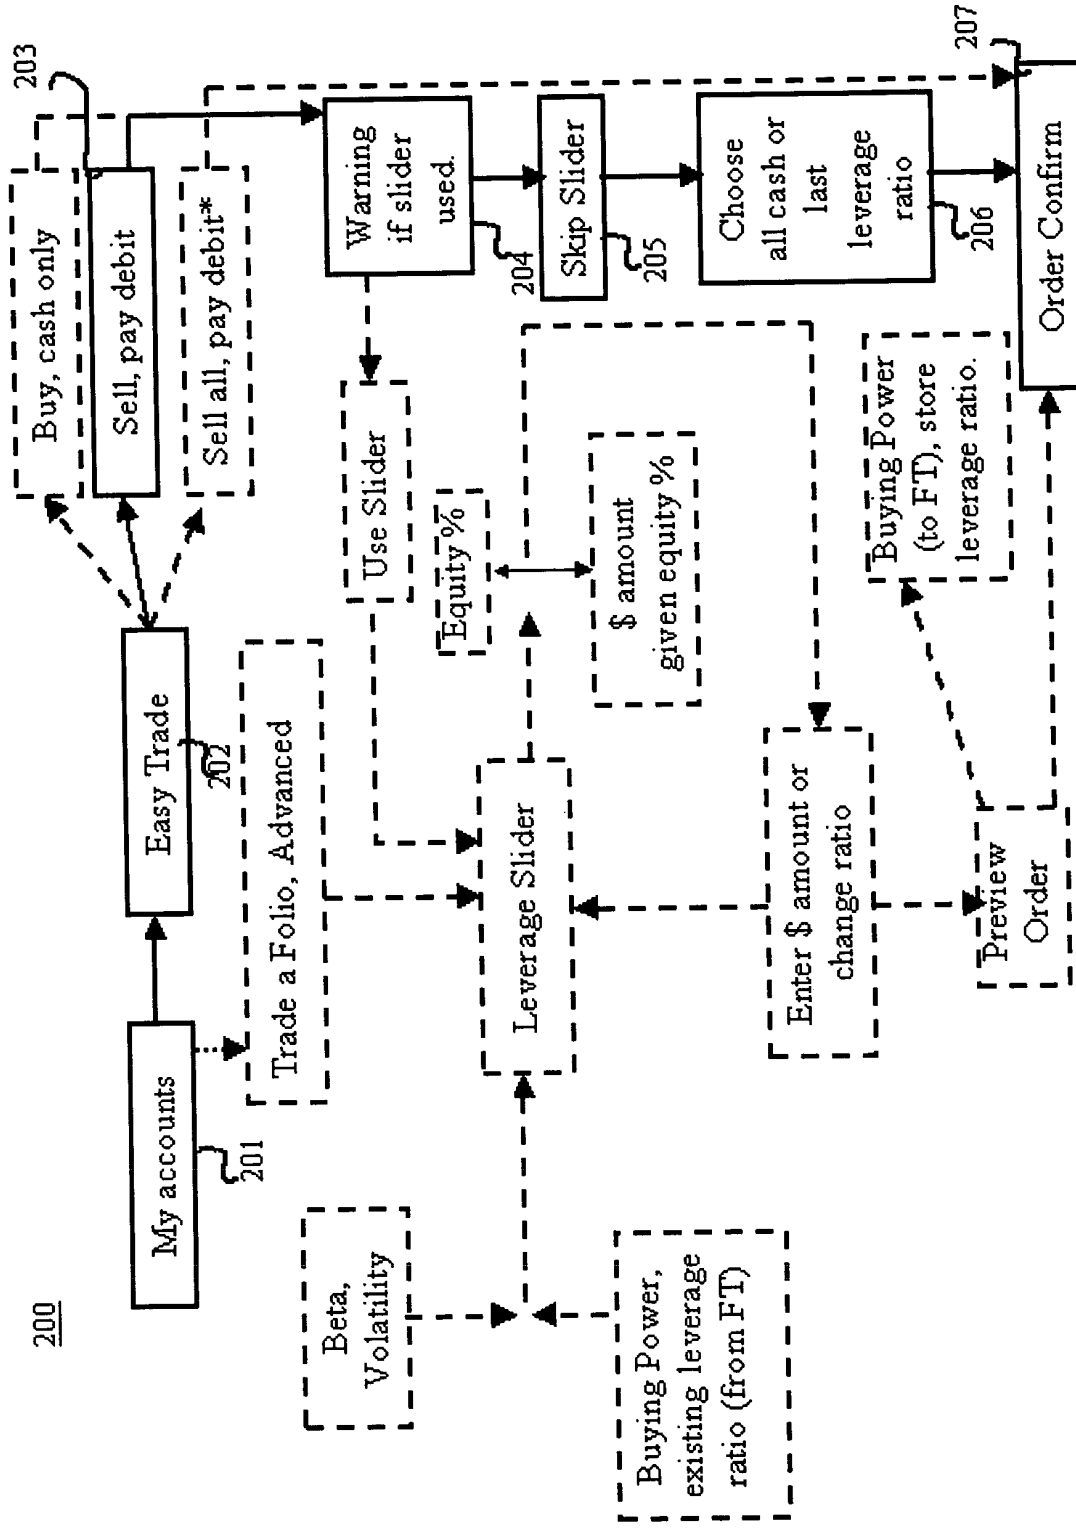 200
My accounts
201
Easy Trade
202
Buy, cash only
Sell, pay debit
203
Sell all, pay debit*
Trade a Folio, Advanced
Warning
if slider
used.
204
Use Slider
Skip Slider
205
Choose
all cash or
last
leverage
ratio
206
Order Confirm
207
Beta,
Volatility
Buying Power,
existing leverage
ratio (from FT)
Leverage Slider
Equity %
$ amount
given equity %
Enter $ amount or
change ratio
Preview
Order
Buying Power
(to FT), store
leverage ratio.